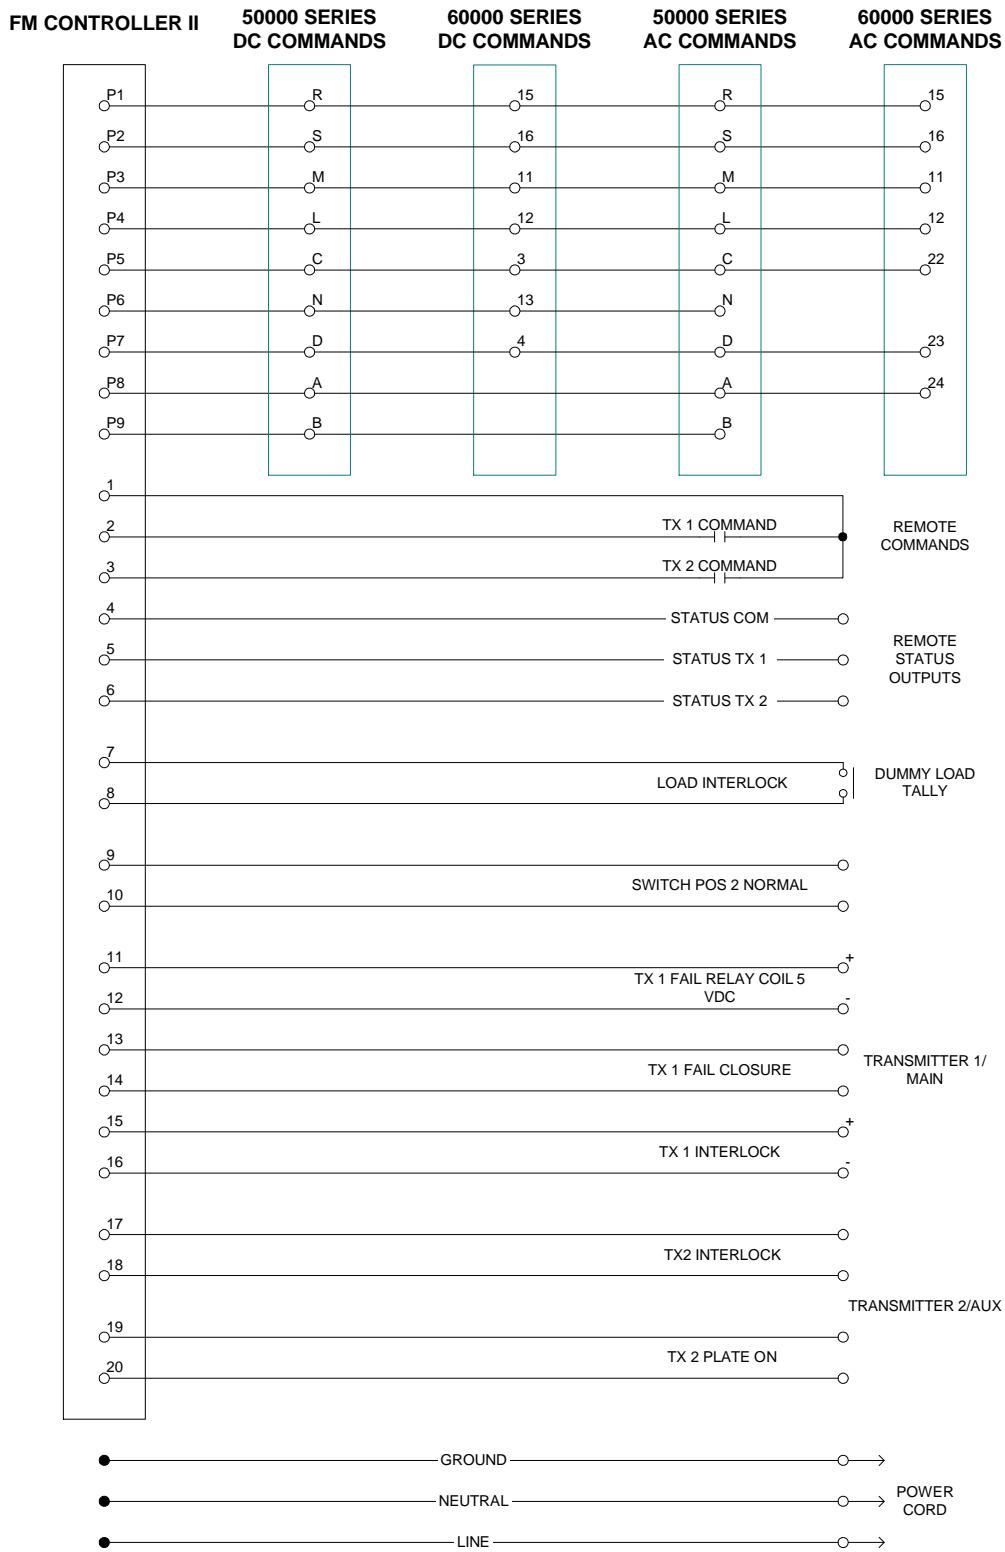 FM CONTROLLER II
50000 SERIES
DC COMMANDS
60000 SERIES
DC COMMANDS
50000 SERIES
AC COMMANDS
60000 SERIES
AC COMMANDS
P1 R 15 R 15
P2 S 16 S 16
P3 M 11 M 11
P4 L 12 L 12
P5 C 3 C 22
P6 N 13 N
P7 D 4 D 23
P8 A A 24
P9 B B
1
2 TX 1 COMMAND
REMOTE
COMMANDS
3 TX 2 COMMAND
4 STATUS COM
5 STATUS TX 1
REMOTE
STATUS
OUTPUTS
6 STATUS TX 2
7
LOAD INTERLOCK
DUMMY LOAD
TALLY
8
9
SWITCH POS 2 NORMAL
10
11 +
TX 1 FAIL RELAY COIL 5
VDC
12 -
13
TX 1 FAIL CLOSURE
TRANSMITTER 1/
MAIN
14
15 +
TX 1 INTERLOCK
16 -
17
TX2 INTERLOCK
18
TRANSMITTER 2/AUX
19
TX 2 PLATE ON
20
GROUND
NEUTRAL
POWER
CORD
LINE